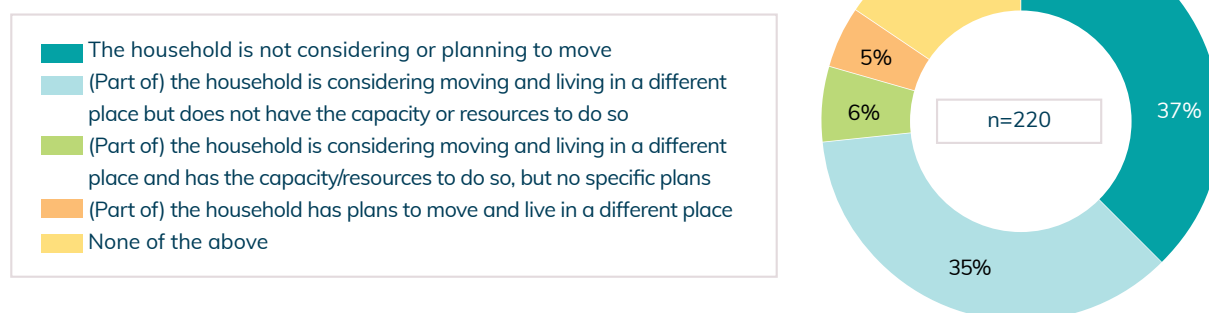 The household is not considering or planning to move
(Part of) the household is considering moving and living in a different
place but does not have the capacity or resources to do so
(Part of) the household is considering moving and living in a different
place and has the capacity/resources to do so, but no specific plans
(Part of) the household has plans to move and live in a different place
None of the above
5%
6%
n=220
37%
35%